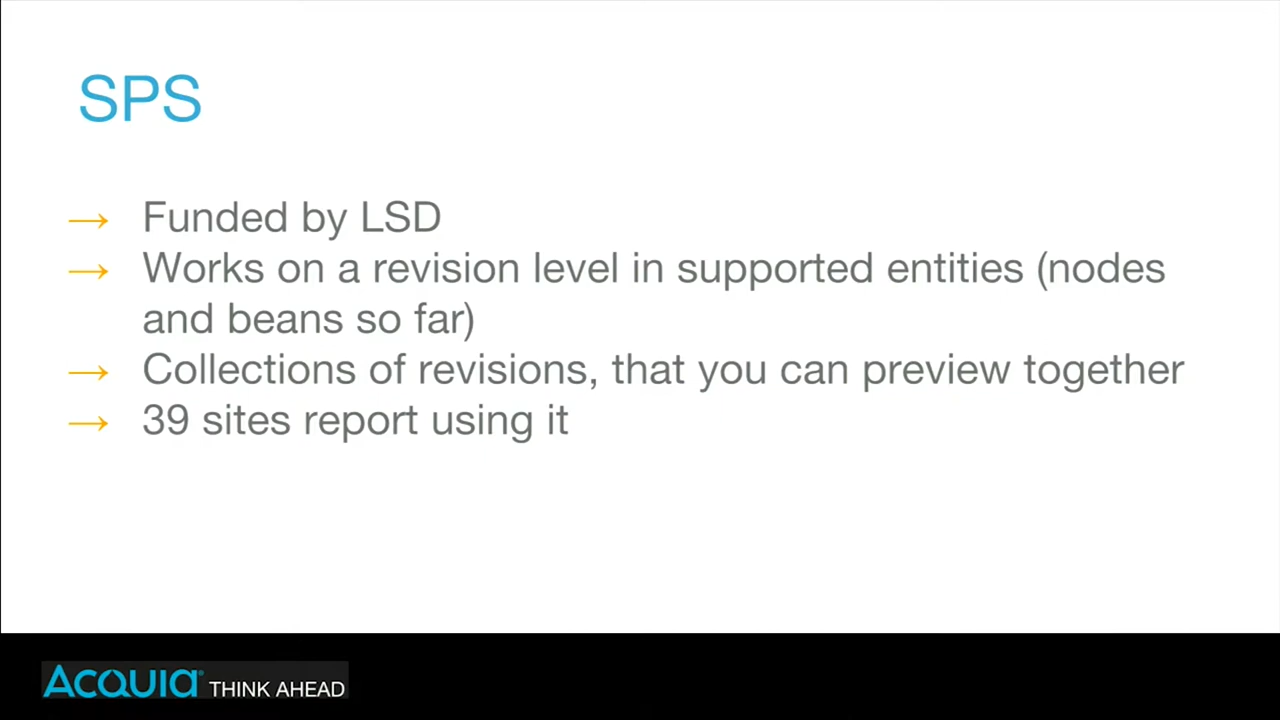 SPS
→ Funded by LSD
→ Works on a revision level in supported entities (nodes
and beans so far)
→ Collections of revisions, that you can preview together
→ 39 sites report using it
ACQUIA® THINK AHEAD